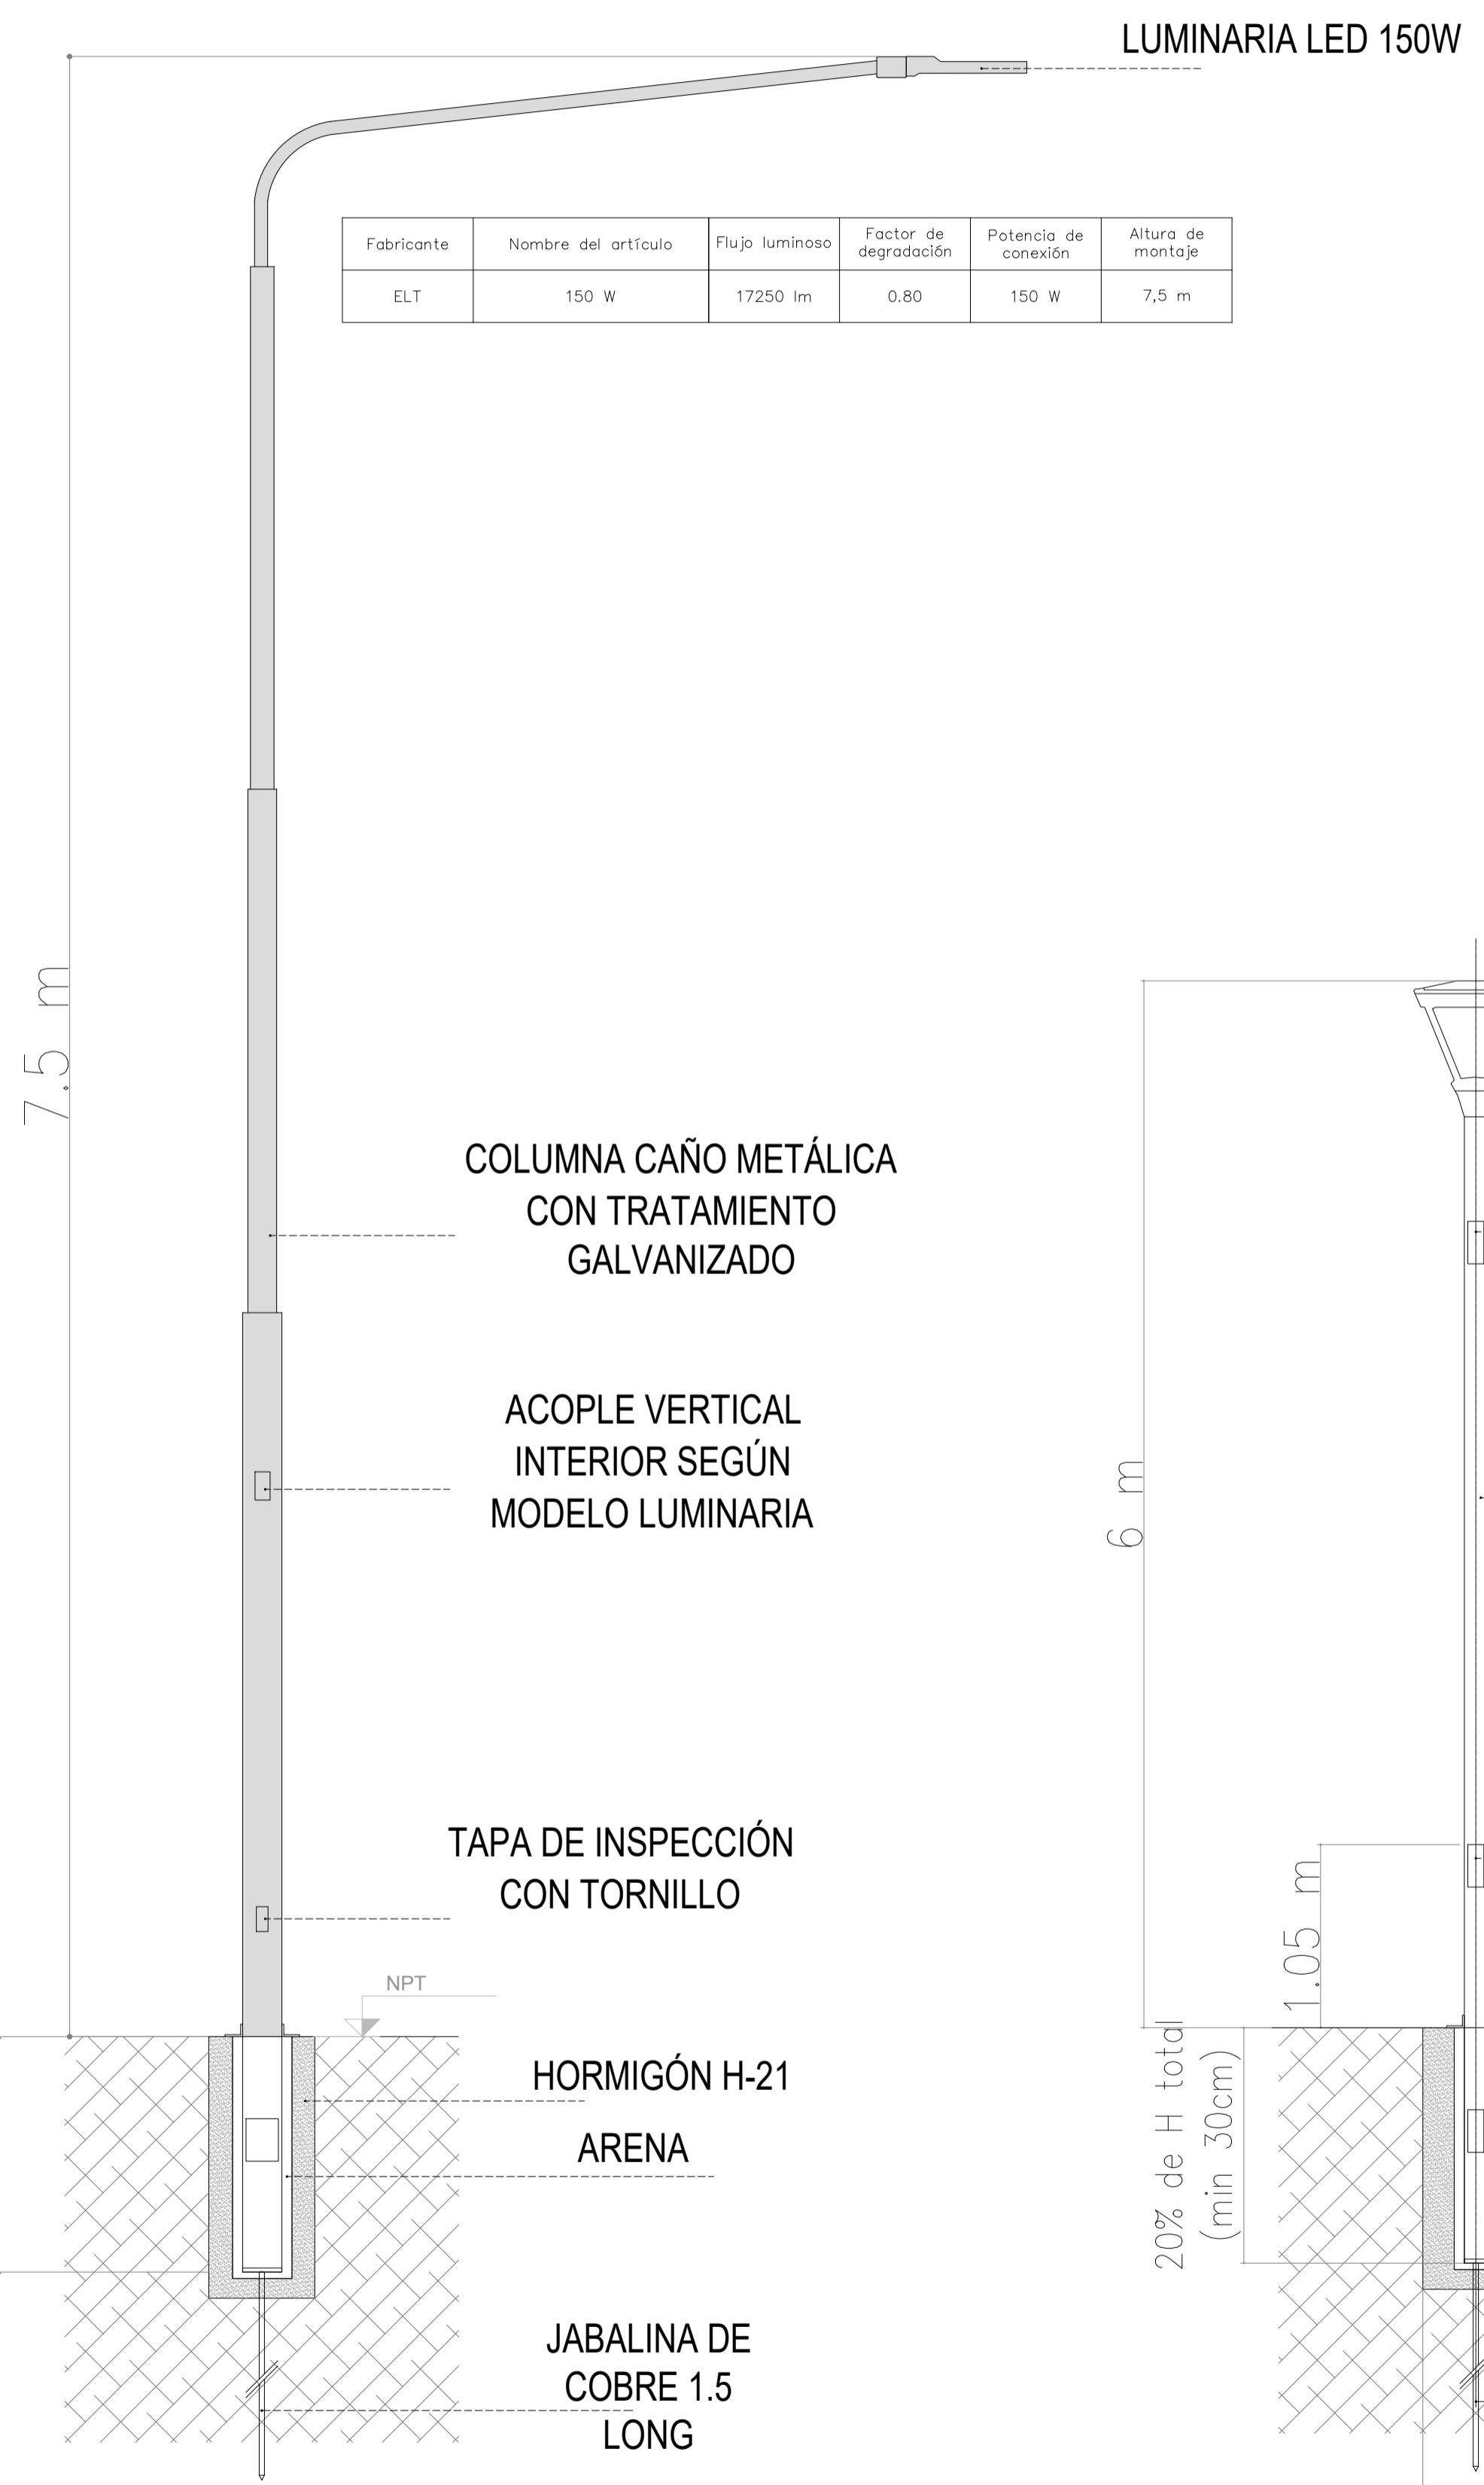 LUMINARIA LED 150W
Fabricante
Nombre del artículo
Flujo luminoso
Factor de
degradación
Potencia de
conexión
Altura de
montaje
ELT
150 W
17250 lm
0.80
150 W
7,5 m
7.5 m
COLUMNA CAÑO METÁLICA
CON TRATAMIENTO
GALVANIZADO
ACOPLE VERTICAL
INTERIOR SEGÚN
MODELO LUMINARIA
TAPA DE INSPECCIÓN
CON TORNILLO
NPT
HORMIGÓN H-21
ARENA
JABALINA DE
COBRE 1.5
LONG
6 m
1.05 m
20% de H total
(min 30cm)